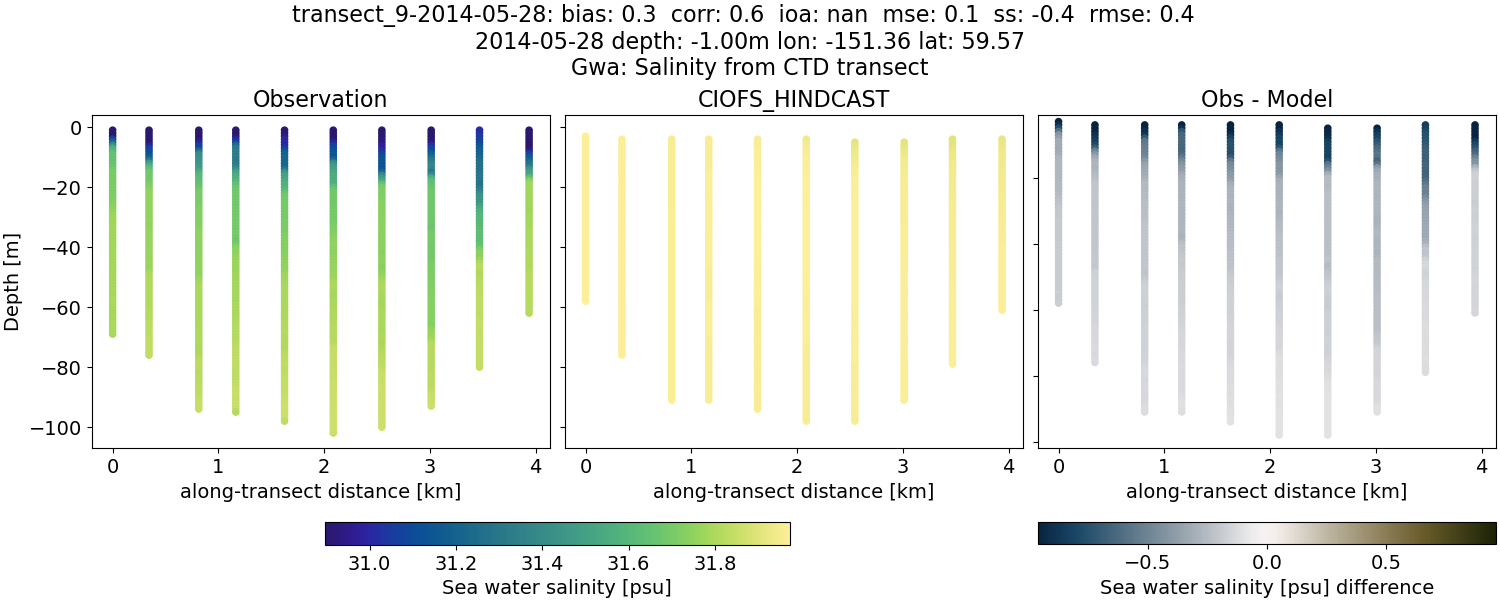 transect_9-2014-05-28: bias: 0.3  corr: 0.6  ioa: nan  mse: 0.1  ss: -0.4  rmse: 0.4
2014-05-28 depth: -1.00m lon: -151.36 lat: 59.57
Gwa: Salinity from CTD transect
Observation
CIOFS_HINDCAST
Obs - Model
Depth [m]
0
−20
−40
−60
−80
−100
0 1 2 3 4
0 1 2 3 4
0 1 2 3 4
along-transect distance [km]
along-transect distance [km]
along-transect distance [km]
31.0 31.2 31.4 31.6 31.8
Sea water salinity [psu]
−0.5 0.0 0.5
Sea water salinity [psu] difference